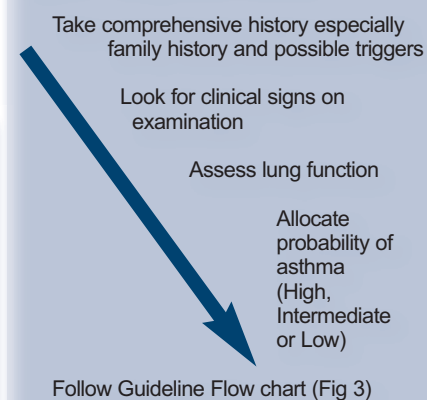 Take comprehensive history especially
family history and possible triggers
Look for clinical signs on
examination
Assess lung function
Allocate
probability of
asthma
(High,
Intermediate
or Low)
Follow Guideline Flow chart (Fig 3)